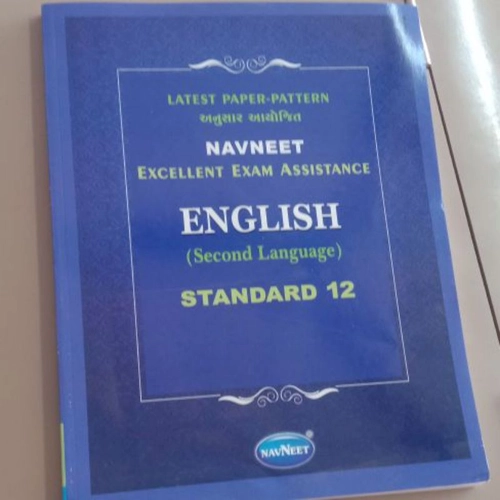 LATEST PAPER-PATTERN
અનુસાર આયોજિત
NAVNEET
EXCELLENT EXAM ASSISTANCE
ENGLISH
(Second Language)
STANDARD 12
NAVNEET